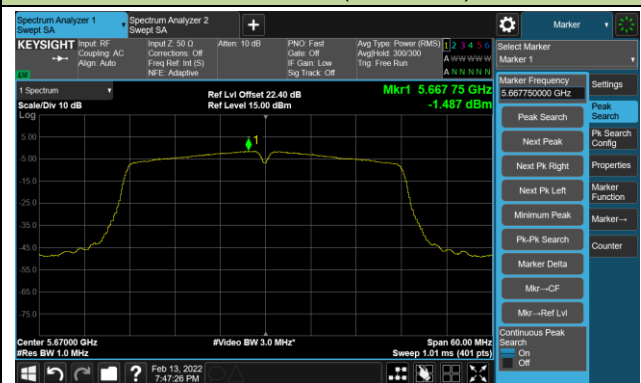 Spectrum Analyzer 1
Swept SA
Spectrum Analyzer 2
Swept SA
Marker
KEYSIGHT
Input: RF
Coupling: AC
Align: Auto
Input Z: 50 Ω
Corrections: Off
Freq Ref: Int (S)
NFE: Adaptive
Atten: 10 dB
PNO: Fast
Gate: Off
IF Gain: Low
Sig Track: Off
Avg Type: Power (RMS)
Avg|Hold: 300/300
Trig: Free Run
1 2 3 4 5 6
A W W W W W
A N N N N N
Select Marker
Marker 1
LXI
1 Spectrum
Scale/Div 10 dB
Log
Ref Lvl Offset 22.40 dB
Ref Level 15.00 dBm
Mkr1 5.667 75 GHz
-1.487 dBm
5.00
-5.00
-15.0
-25.0
-35.0
-45.0
-55.0
-65.0
-75.0
1
Center 5.67000 GHz
#Res BW 1.0 MHz
#Video BW 3.0 MHz*
Span 60.00 MHz
Sweep 1.01 ms (401 pts)
Marker Frequency
5.667750000 GHz
Peak Search
Next Peak
Next Pk Right
Next Pk Left
Minimum Peak
Pk-Pk Search
Marker Delta
Mkr→CF
Mkr→Ref Lvl
Continuous Peak
Search
On
Off
Settings
Peak
Search
Pk Search
Config
Properties
Marker
Function
Marker→
Counter
Feb 13, 2022
7:47:26 PM